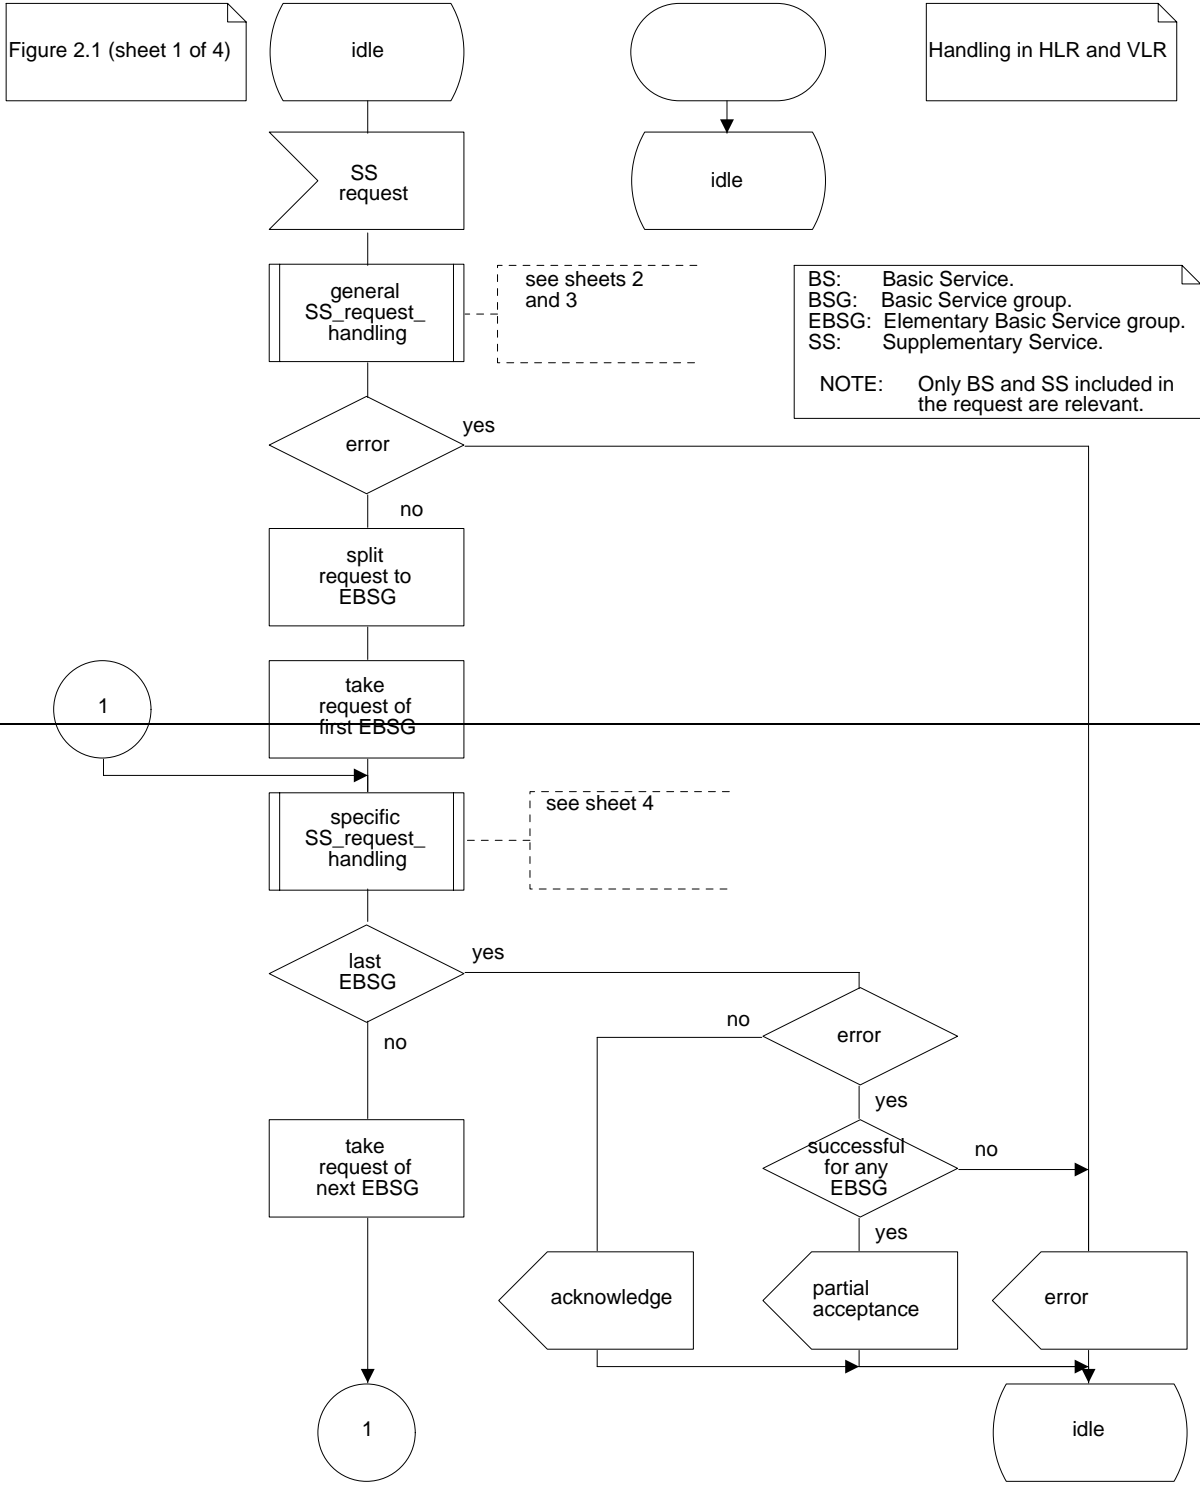 Figure 2.1 (sheet 1 of 4)
idle
Handling in HLR and VLR
SS
request
idle
general
SS_request_
handling
see sheets 2
and 3
BS: Basic Service.
BSG: Basic Service group.
EBSG: Elementary Basic Service group.
SS: Supplementary Service.
NOTE: Only BS and SS included in
the request are relevant.
error
yes
no
split
request to
EBSG
1
take
request of
first EBSG
specific
SS_request_
handling
see sheet 4
last
EBSG
yes
no
no
error
yes
take
request of
next EBSG
successful
for any
EBSG
no
yes
acknowledge
partial
acceptance
error
1
idle